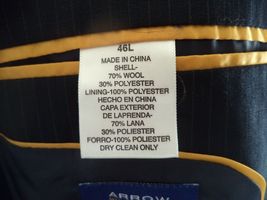 46L
MADE IN CHINA
SHELL-
70% WOOL
30% POLYESTER
LINING-100% POLYESTER
HECHO EN CHINA
CAPA EXTERIOR
DE LAPRENDA-
70% LANA
30% POLIESTER
FORRO-100% POLIESTER
DRY CLEAN ONLY
ARROW